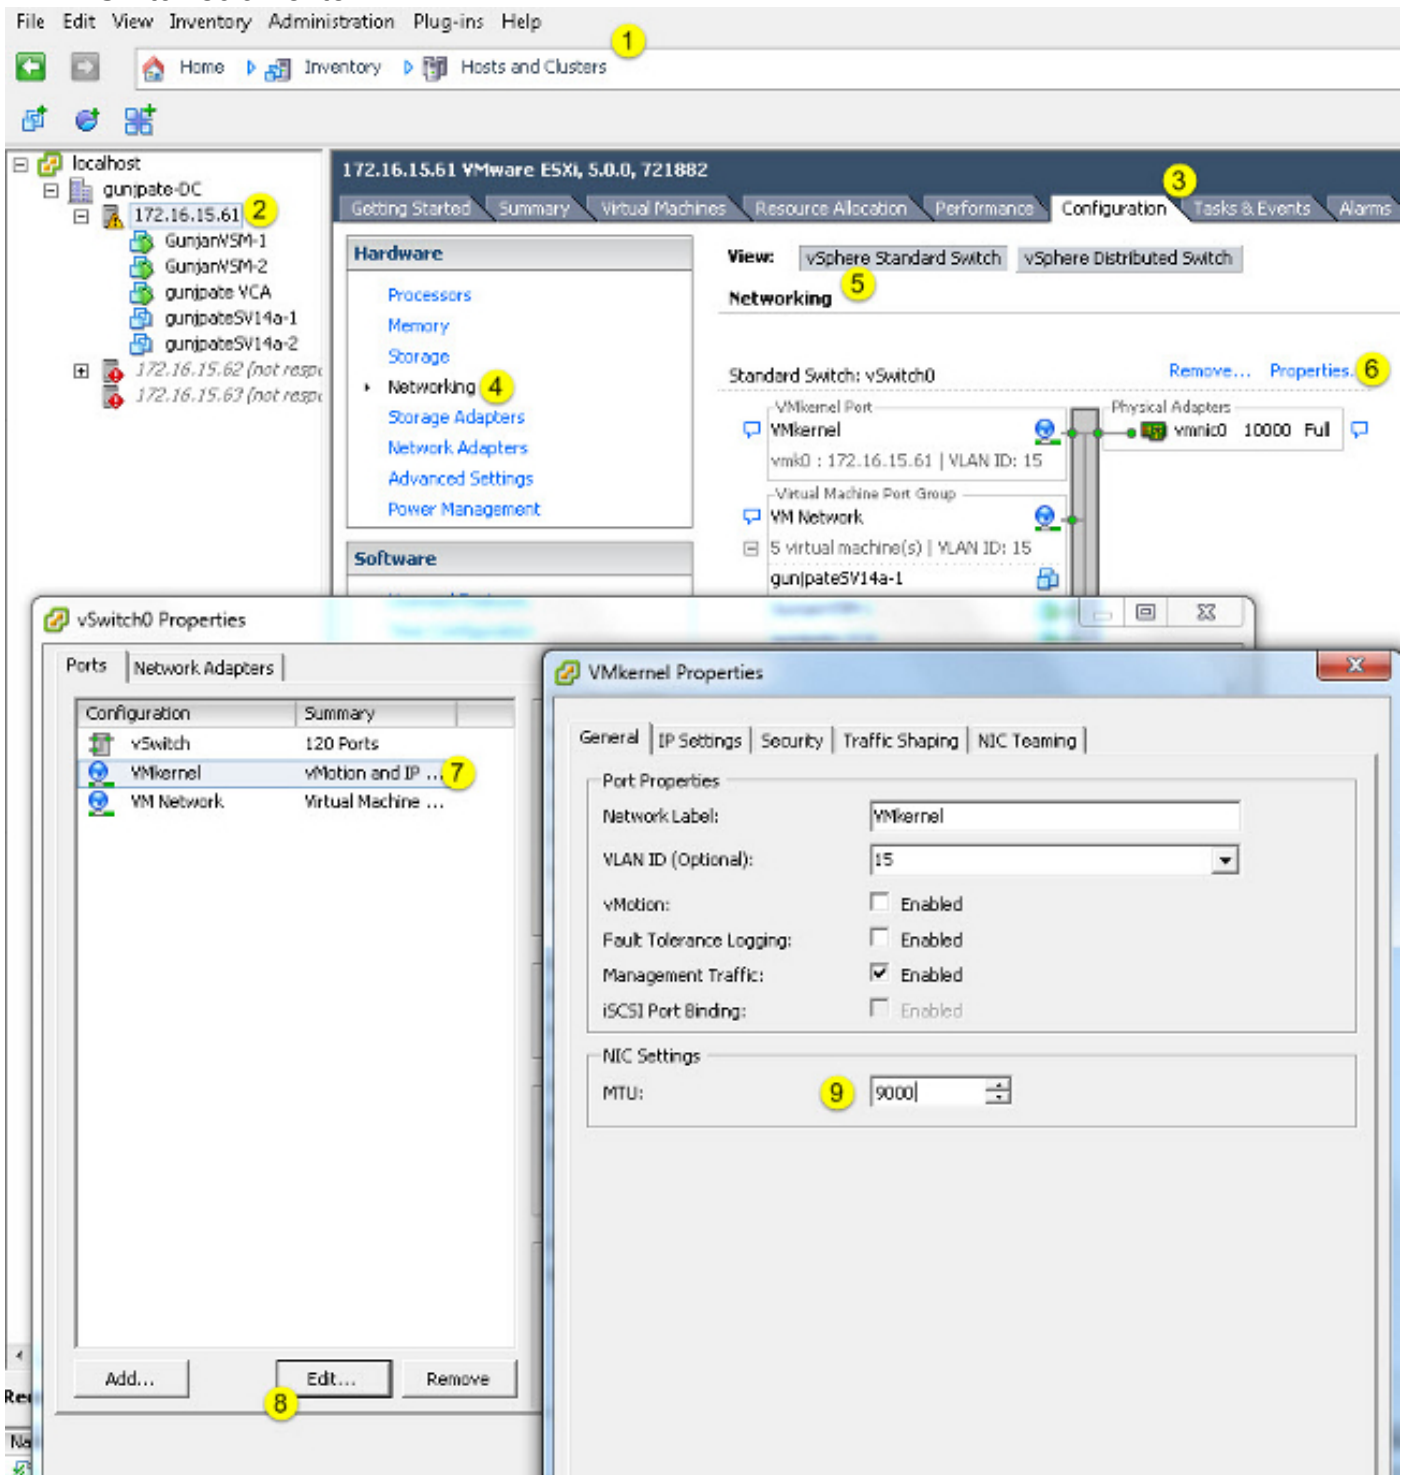 File Edit View Inventory Administration Plug-ins Help
1
Home Inventory Hosts and Clusters
localhost
gunjpate-DC
172.16.15.61 2
GunjanVSM-1
GunjanVSM-2
gunjpate VCA
gunjpateSV14a-1
gunjpateSV14a-2
172.16.15.62 (not resp
172.16.15.63 (not resp
172.16.15.61 VMware ESXi, 5.0.0, 721882
3
Getting Started Summary Virtual Machines Resource Allocation Performance Configuration Tasks & Events Alarms
Hardware
Processors
Memory
Storage
Networking 4
Storage Adapters
Network Adapters
Advanced Settings
Power Management
Software
View: vSphere Standard Switch vSphere Distributed Switch
5
Networking
Standard Switch: vSwitch0 Remove... Properties. 6
VMkernel Port
VMkernel
vmk0 : 172.16.15.61 | VLAN ID: 15
Physical Adapters
vmnic0 10000 Full
Virtual Machine Port Group
VM Network
5 virtual machine(s) | VLAN ID: 15
gunjpateSV14a-1
vSwitch0 Properties
Ports Network Adapters
Configuration Summary
vSwitch 120 Ports
VMkernel vMotion and IP ... 7
VM Network Virtual Machine ...
Add... Edit... Remove
8
VMkernel Properties
General IP Settings Security Traffic Shaping NIC Teaming
Port Properties
Network Label: VMkernel
VLAN ID (Optional): 15
vMotion: Enabled
Fault Tolerance Logging: Enabled
Management Traffic: Enabled
iSCSI Port Binding: Enabled
NIC Settings
MTU: 9 9000
Rec
Na